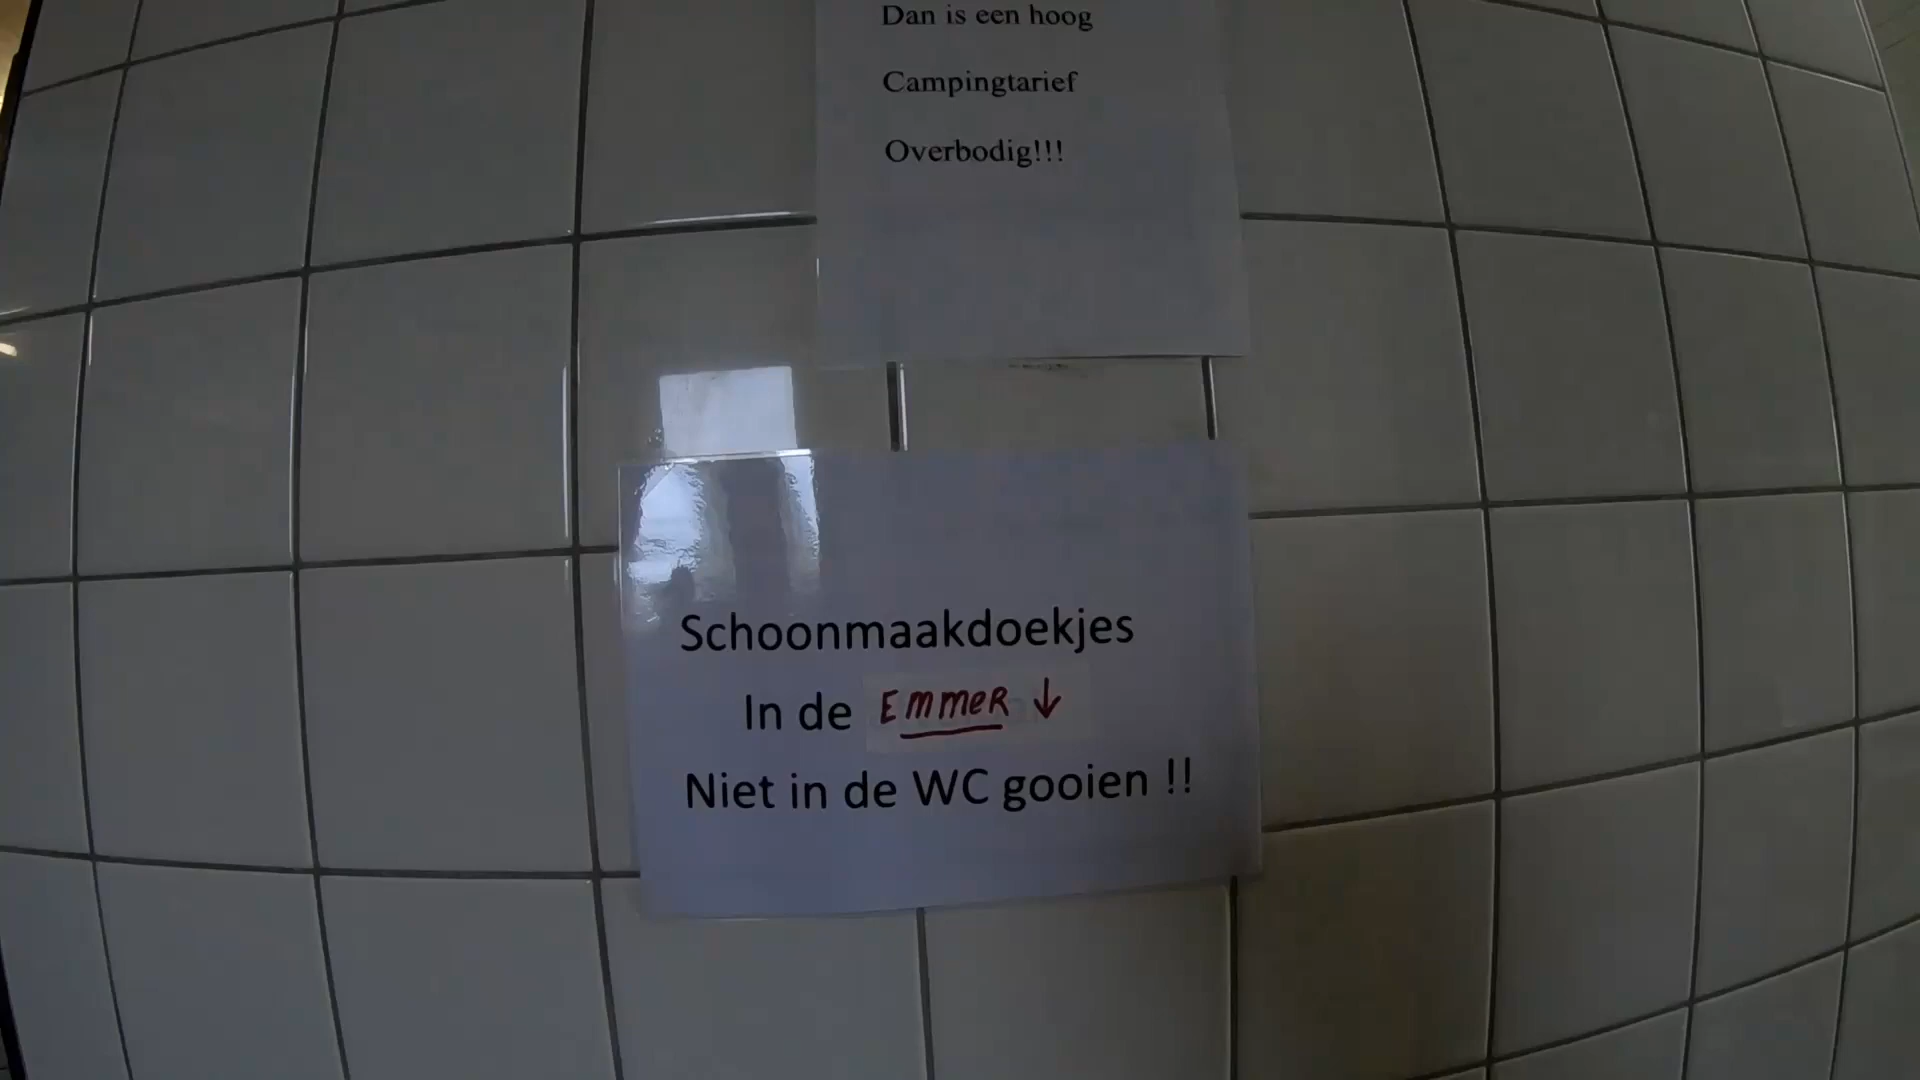 Dan is een hoog
Campingtarief
Overbodig!!!
Schoonmaakdoekjes
In de EmmeR ↓
Niet in de WC gooien !!